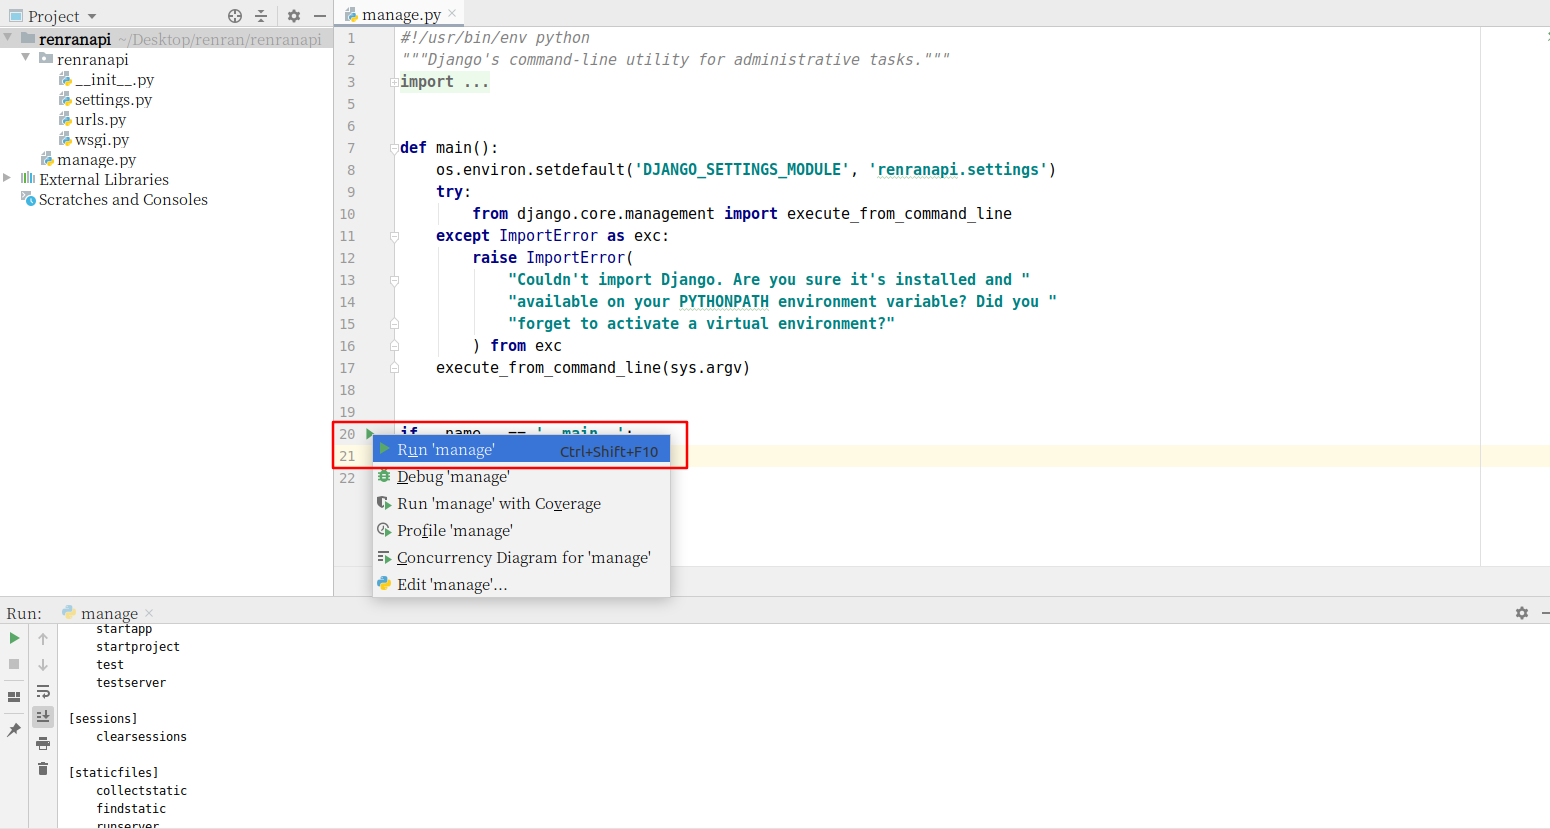 Project
renranapi ~/Desktop/renran/renranapi
renranapi
__init__.py
settings.py
urls.py
wsgi.py
manage.py
External Libraries
Scratches and Consoles
manage.py
1 #!/usr/bin/env python
2 """Django's command-line utility for administrative tasks."""
3 import ...
5
6
7 def main():
8 os.environ.setdefault('DJANGO_SETTINGS_MODULE', 'renranapi.settings')
9 try:
10 from django.core.management import execute_from_command_line
11 except ImportError as exc:
12 raise ImportError(
13 "Couldn't import Django. Are you sure it's installed and "
14 "available on your PYTHONPATH environment variable? Did you "
15 "forget to activate a virtual environment?"
16 ) from exc
17 execute_from_command_line(sys.argv)
18
19
20 if __name__ == '__main__':
21
22
Run 'manage' Ctrl+Shift+F10
Debug 'manage'
Run 'manage' with Coverage
Profile 'manage'
Concurrency Diagram for 'manage'
Edit 'manage'...
Run: manage
startapp
startproject
test
testserver
[sessions]
clearsessions
[staticfiles]
collectstatic
findstatic
runserver